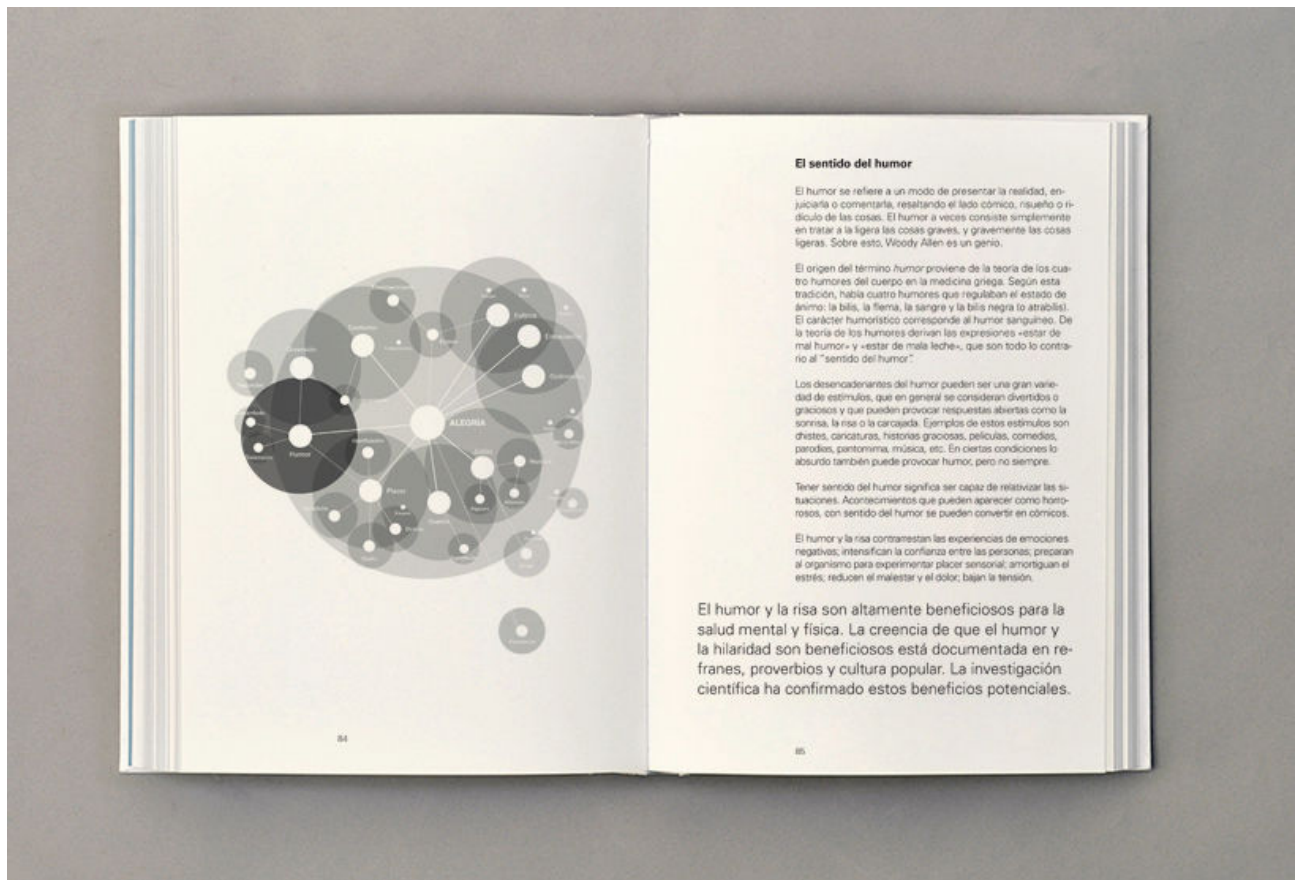 ALEGRÍA
Humor
Placer
Euforia
84
El sentido del humor
El humor se refiere a un modo de presentar la realidad, en-
juiciarla o comentarla, resaltando el lado cómico, risueño o ri-
dículo de las cosas. El humor a veces consiste simplemente
en tratar a la ligera las cosas graves, y gravemente las cosas
ligeras. Sobre esto, Woody Allen es un genio.
El origen del término humor proviene de la teoría de los cua-
tro humores del cuerpo en la medicina griega. Según esta
tradición, había cuatro humores que regulaban el estado de
ánimo: la bilis, la flema, la sangre y la bilis negra (o atrabilis).
El carácter humorístico corresponde al humor sanguíneo. De
la teoría de los humores derivan las expresiones «estar de
mal humor» y «estar de mala leche», que son todo lo contra-
rio al "sentido del humor".
Los desencadenantes del humor pueden ser una gran varie-
dad de estímulos, que en general se consideran divertidos o
graciosos y que pueden provocar respuestas abiertas como la
sonrisa, la risa o la carcajada. Ejemplos de estos estímulos son
chistes, caricaturas, historias graciosas, películas, comedias,
parodias, pantomima, música, etc. En ciertas condiciones lo
absurdo también puede provocar humor, pero no siempre.
Tener sentido del humor significa ser capaz de relativizar las si-
tuaciones. Acontecimientos que pueden aparecer como horro-
rosos, con sentido del humor se pueden convertir en cómicos.
El humor y la risa contrarrestan las experiencias de emociones
negativas; intensifican la confianza entre las personas; preparan
al organismo para experimentar placer sensorial; amortiguan el
estrés; reducen el malestar y el dolor; bajan la tensión.
El humor y la risa son altamente beneficiosos para la
salud mental y física. La creencia de que el humor y
la hilaridad son beneficiosos está documentada en re-
franes, proverbios y cultura popular. La investigación
científica ha confirmado estos beneficios potenciales.
85